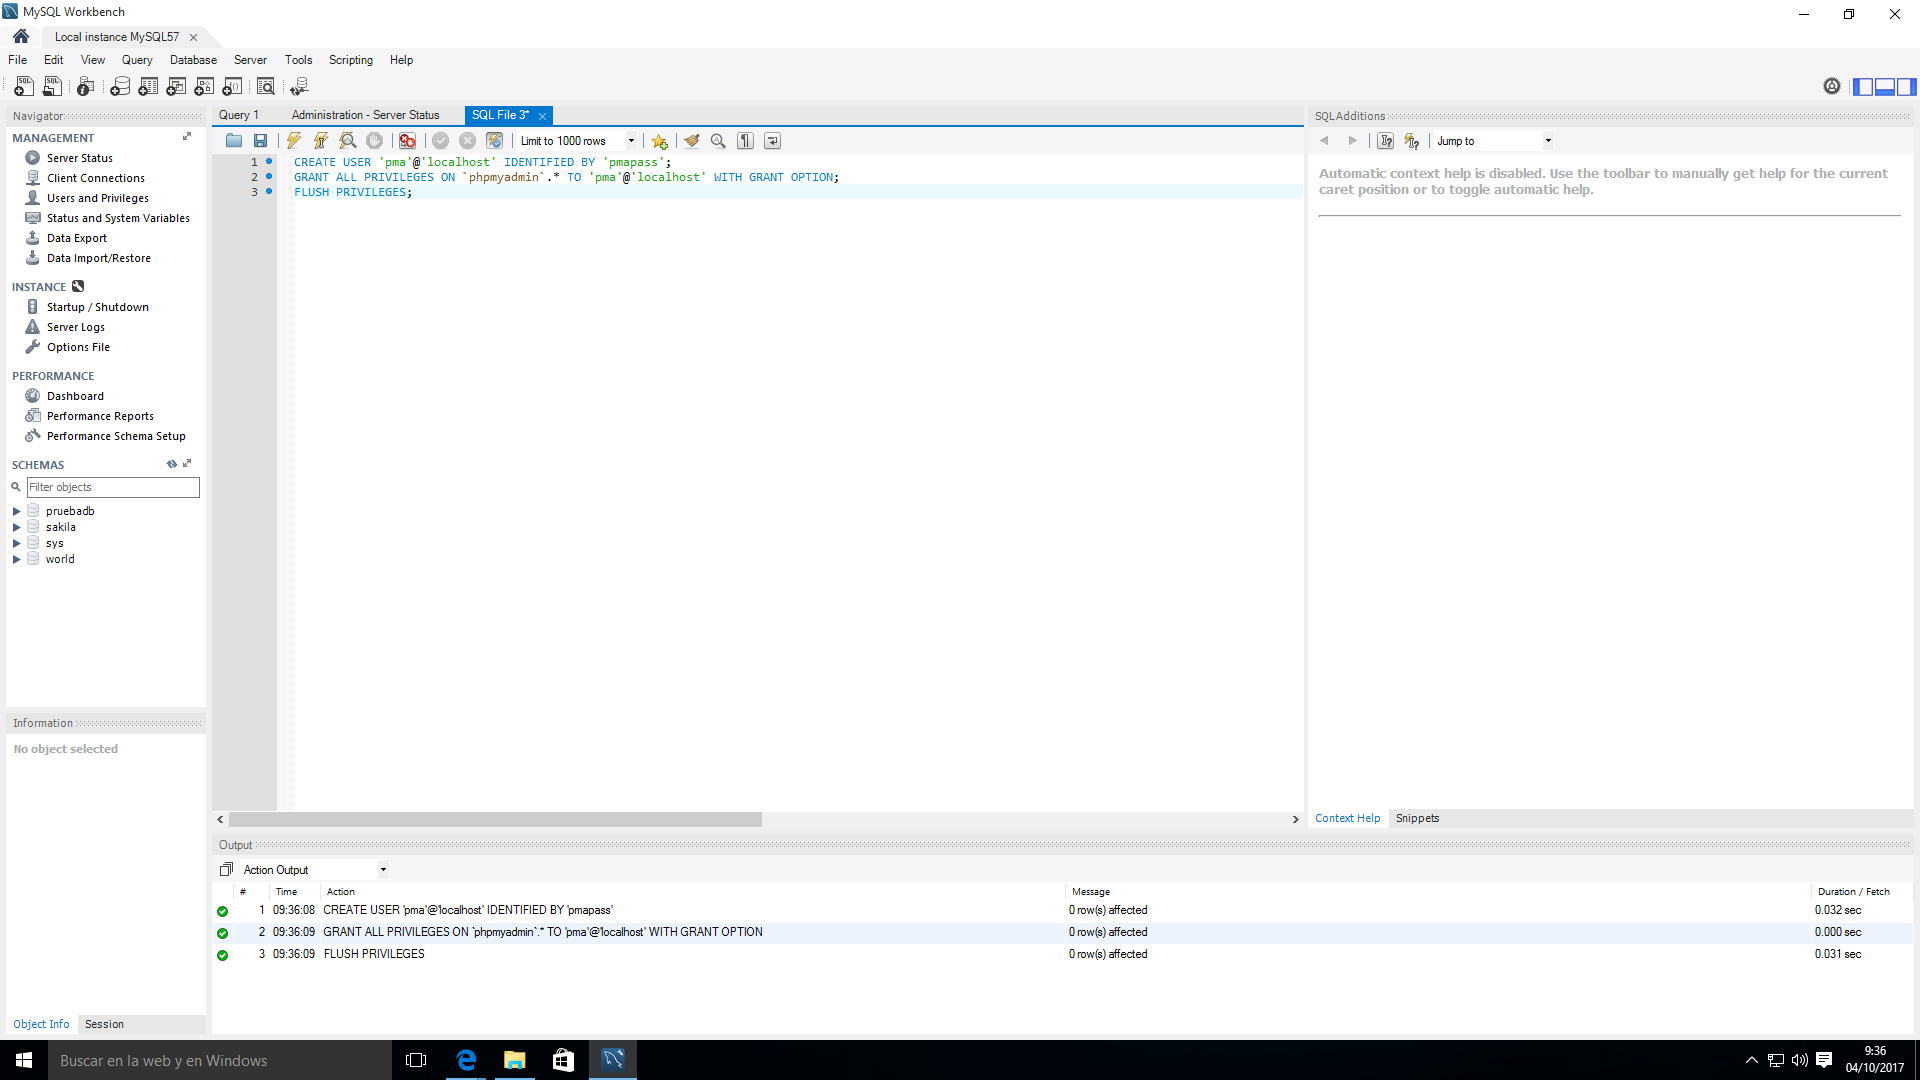 MySQL Workbench
Local instance MySQL57
File Edit View Query Database Server Tools Scripting Help
Navigator
MANAGEMENT
Server Status
Client Connections
Users and Privileges
Status and System Variables
Data Export
Data Import/Restore
INSTANCE
Startup / Shutdown
Server Logs
Options File
PERFORMANCE
Dashboard
Performance Reports
Performance Schema Setup
SCHEMAS
Filter objects
pruebadb
sakila
sys
world
Information
No object selected
Object Info Session
Query 1 Administration - Server Status SQL File 3*
Limit to 1000 rows
1 CREATE USER 'pma'@'localhost' IDENTIFIED BY 'pmapass';
2 GRANT ALL PRIVILEGES ON `phpmyadmin`.* TO 'pma'@'localhost' WITH GRANT OPTION;
3 FLUSH PRIVILEGES;
SQLAdditions
Jump to
Automatic context help is disabled. Use the toolbar to manually get help for the current
caret position or to toggle automatic help.
Context Help Snippets
Output
Action Output
# Time Action Message Duration / Fetch
1 09:36:08 CREATE USER 'pma'@'localhost' IDENTIFIED BY 'pmapass' 0 row(s) affected 0.032 sec
2 09:36:09 GRANT ALL PRIVILEGES ON `phpmyadmin`.* TO 'pma'@'localhost' WITH GRANT OPTION 0 row(s) affected 0.000 sec
3 09:36:09 FLUSH PRIVILEGES 0 row(s) affected 0.031 sec
Buscar en la web y en Windows
9:36
04/10/2017